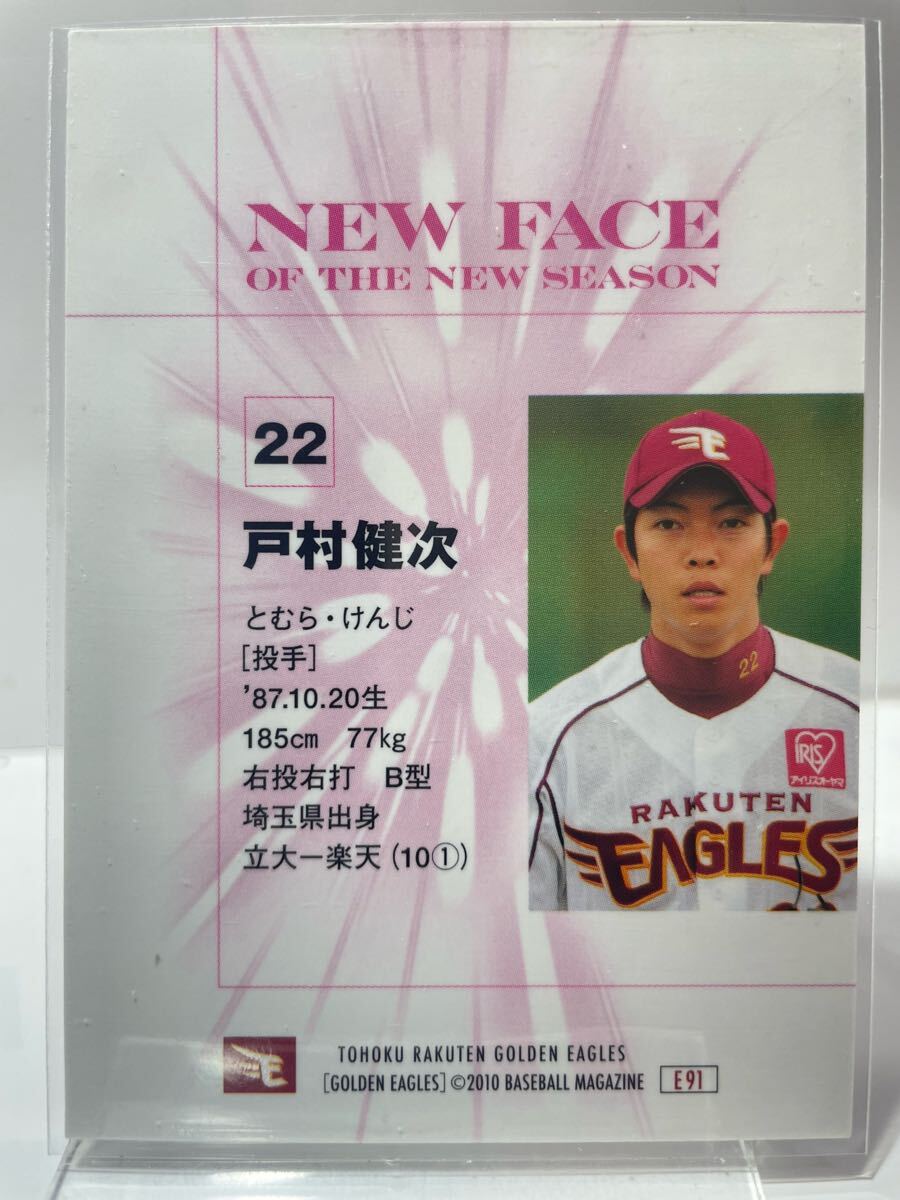 NEW FACE
OF THE NEW SEASON
22
戸村健次
とむら・けんじ
[投手]
'87.10.20生
185cm 77kg
右投右打 B型
埼玉県出身
立大ー楽天 (10①)
E
22
IRIS
アイリスオーヤマ
RAKUTEN
EAGLES
E
TOHOKU RAKUTEN GOLDEN EAGLES
[GOLDEN EAGLES] ©2010 BASEBALL MAGAZINE
E91